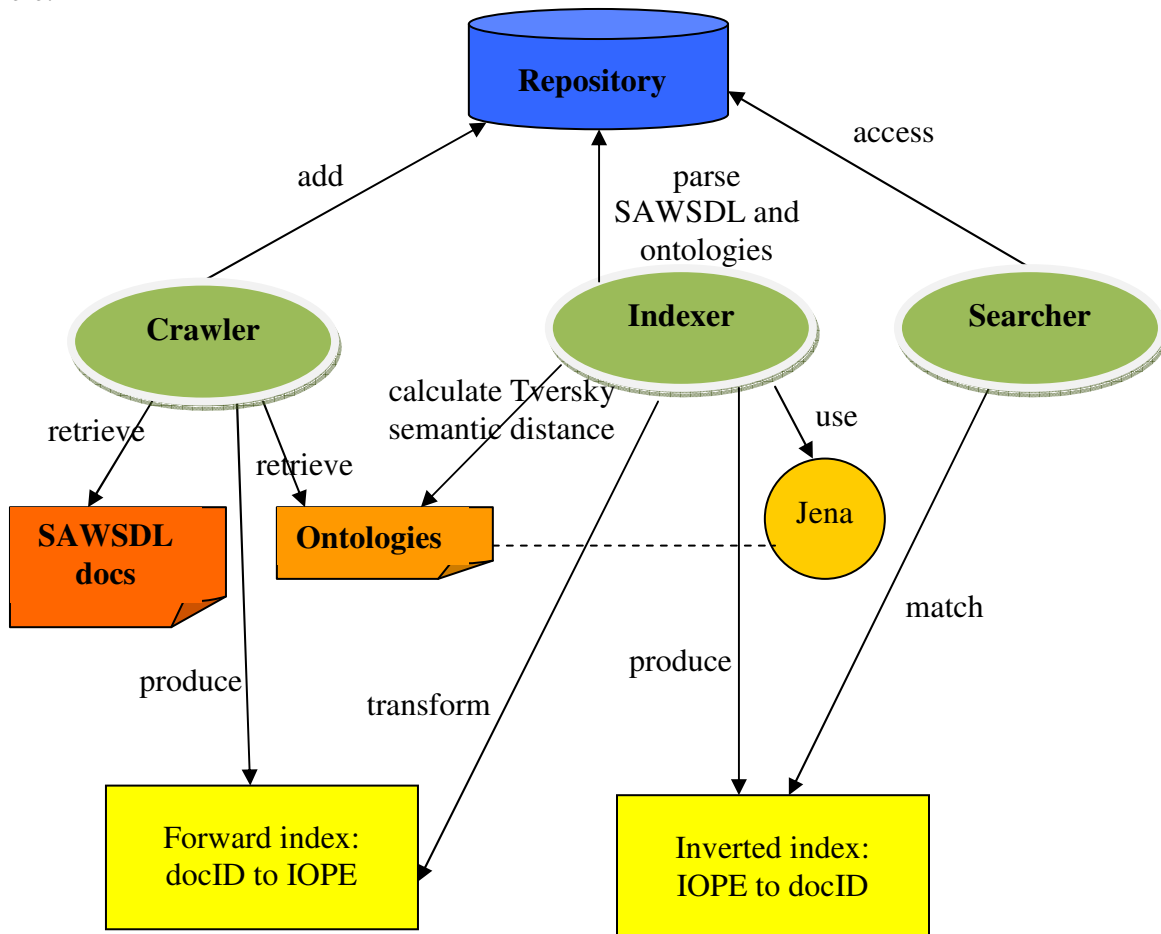 Repository
access
add
parse
SAWSDL and
ontologies
Crawler
Indexer
Searcher
calculate Tversky
semantic distance
use
retrieve
retrieve
SAWSDL
docs
Ontologies
Jena
match
produce
produce
transform
Forward index:
docID to IOPE
Inverted index:
IOPE to docID